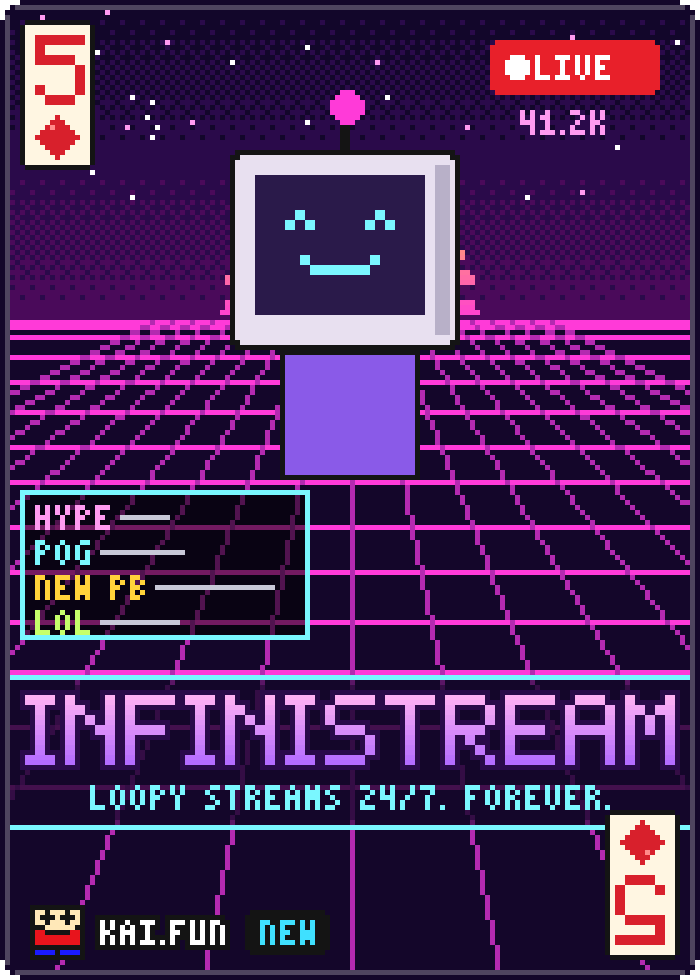 5
LIVE
41.2K
HYPE
POG
NEW PB
LOL
INFINISTREAM
LOOPY STREAMS 24/7. FOREVER.
5
KAI.FUN NEW